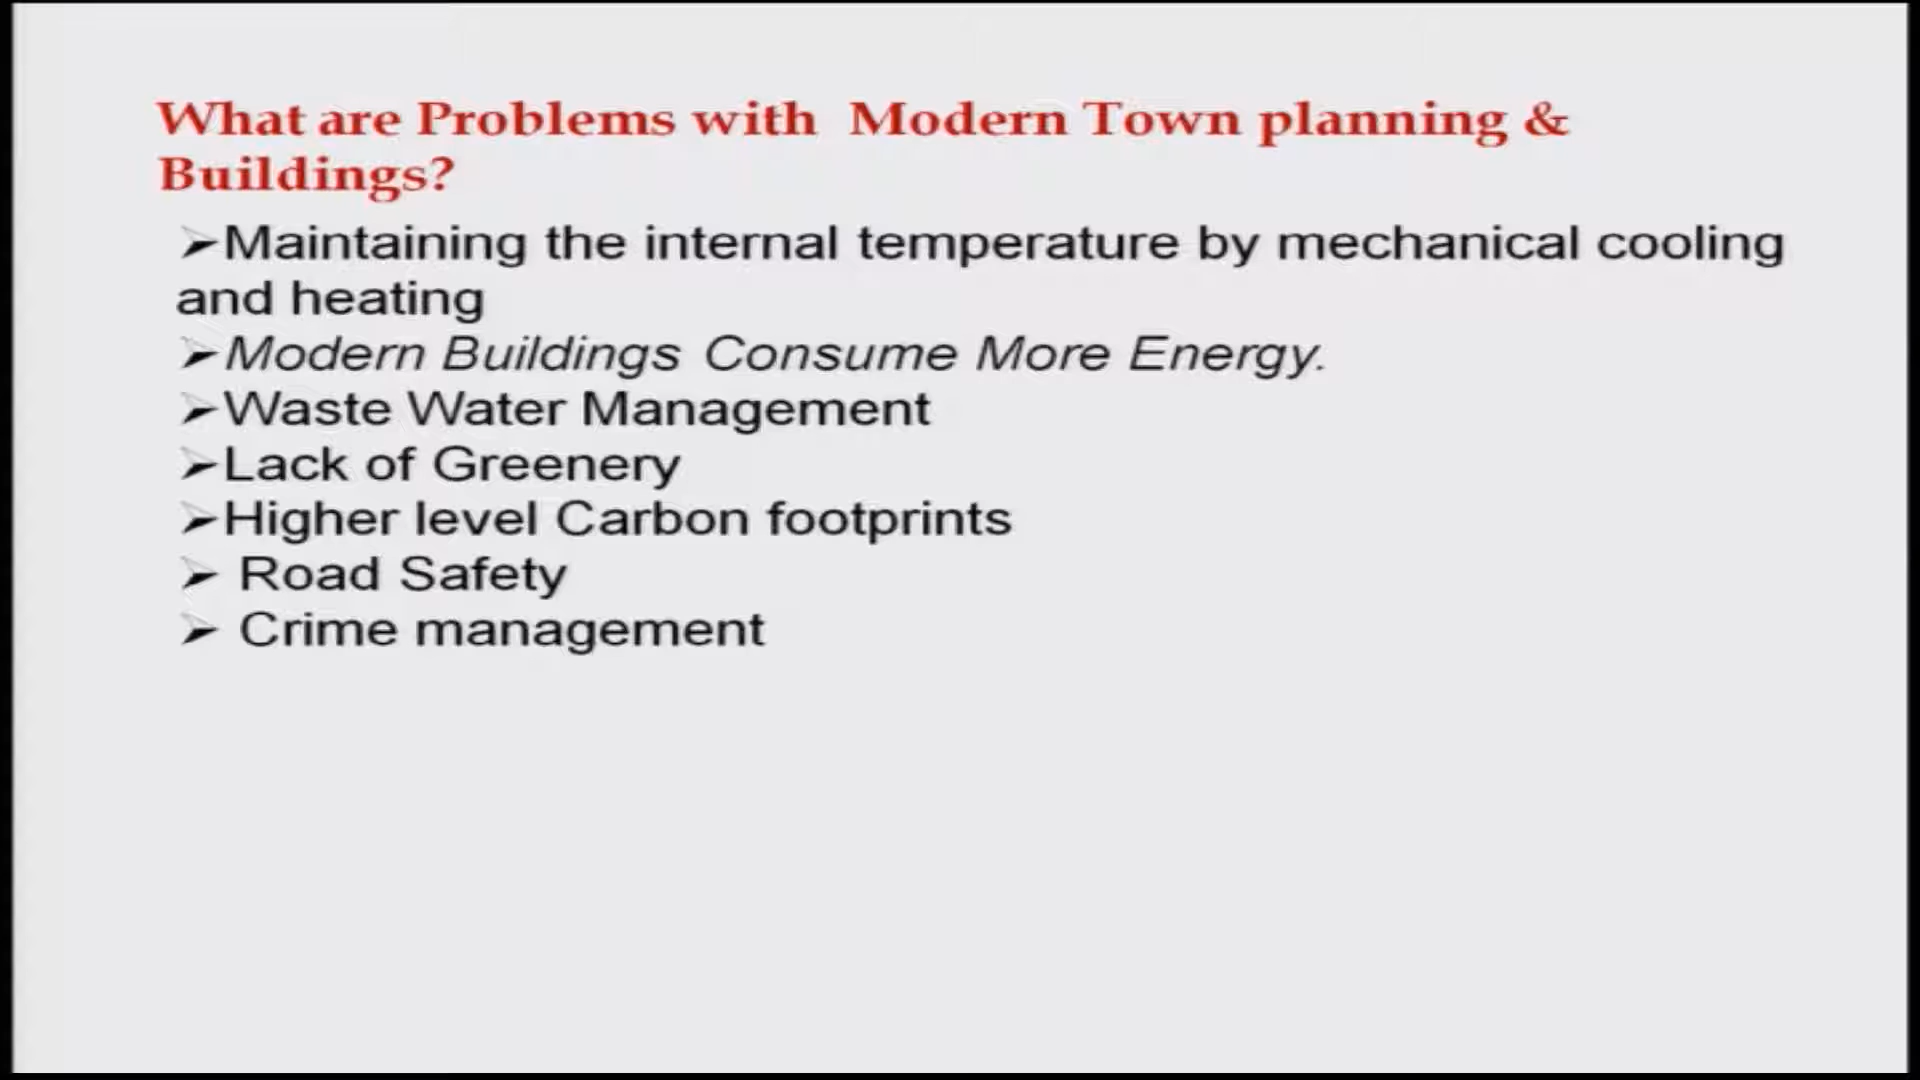 What are Problems with Modern Town planning &
Buildings?
➢Maintaining the internal temperature by mechanical cooling
and heating
➢Modern Buildings Consume More Energy.
➢Waste Water Management
➢Lack of Greenery
➢Higher level Carbon footprints
➢ Road Safety
➢ Crime management